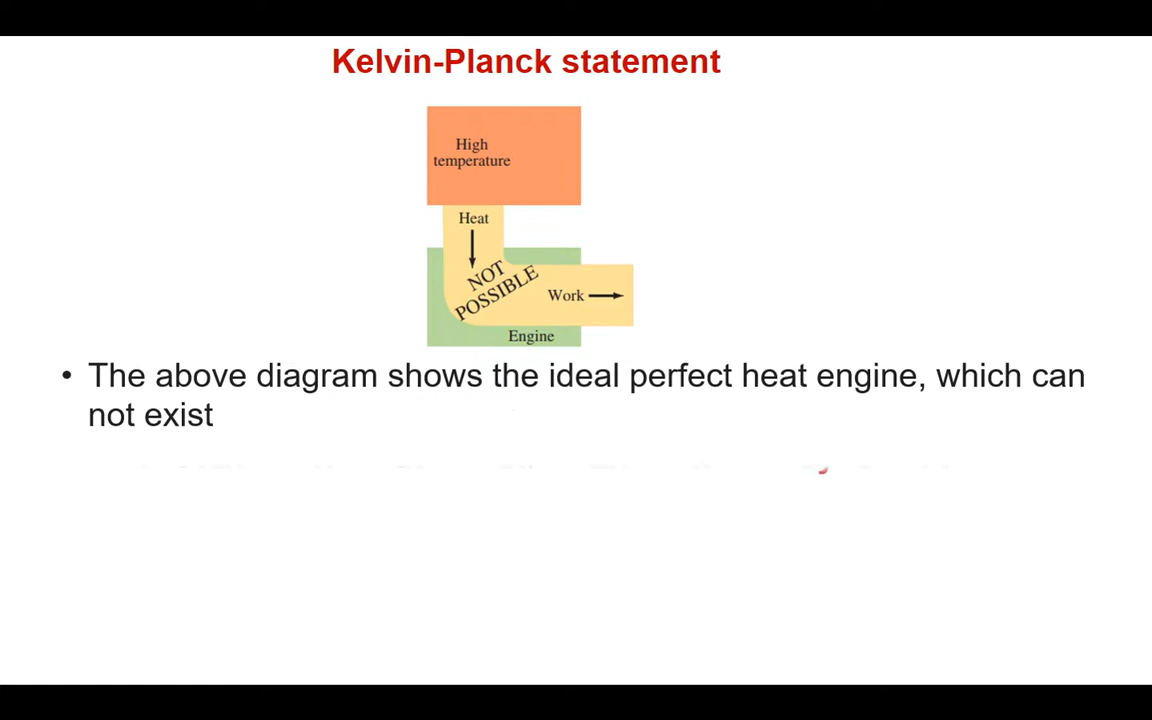 Kelvin-Planck statement
High
temperature
Heat
NOT
POSSIBLE
Work
Engine
• The above diagram shows the ideal perfect heat engine, which can
not exist